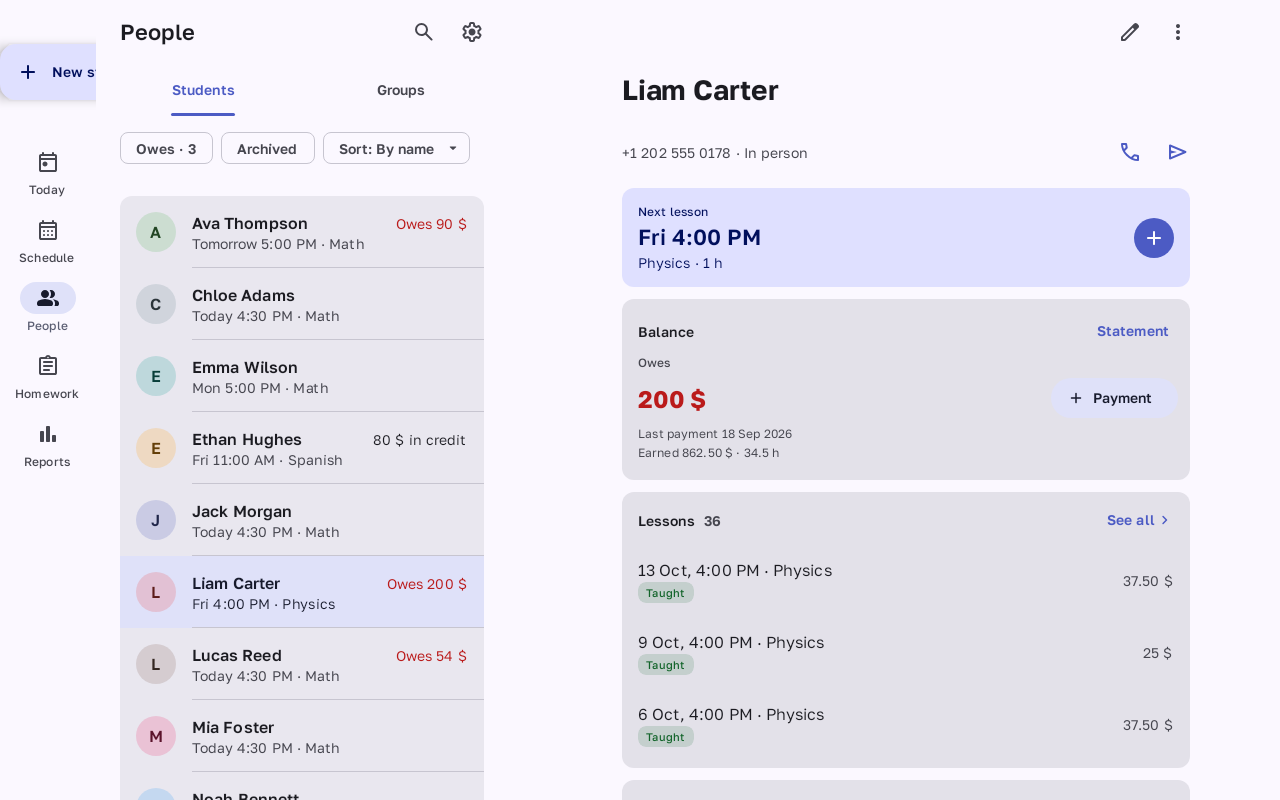 New s
Today
Schedule
People
Homework
Reports
People
Students
Groups
Owes · 3
Archived
Sort: By name
A
Ava Thompson
Owes 90 $
Tomorrow 5:00 PM · Math
C
Chloe Adams
Today 4:30 PM · Math
E
Emma Wilson
Mon 5:00 PM · Math
E
Ethan Hughes
80 $ in credit
Fri 11:00 AM · Spanish
J
Jack Morgan
Today 4:30 PM · Math
L
Liam Carter
Owes 200 $
Fri 4:00 PM · Physics
L
Lucas Reed
Owes 54 $
Today 4:30 PM · Math
M
Mia Foster
Today 4:30 PM · Math
Noah Bennett
Liam Carter
+1 202 555 0178 · In person
Next lesson
Fri 4:00 PM
Physics · 1 h
Balance
Statement
Owes
200 $
Payment
Last payment 18 Sep 2026
Earned 862.50 $ · 34.5 h
Lessons 36
See all
13 Oct, 4:00 PM · Physics
Taught
37.50 $
9 Oct, 4:00 PM · Physics
Taught
25 $
6 Oct, 4:00 PM · Physics
Taught
37.50 $